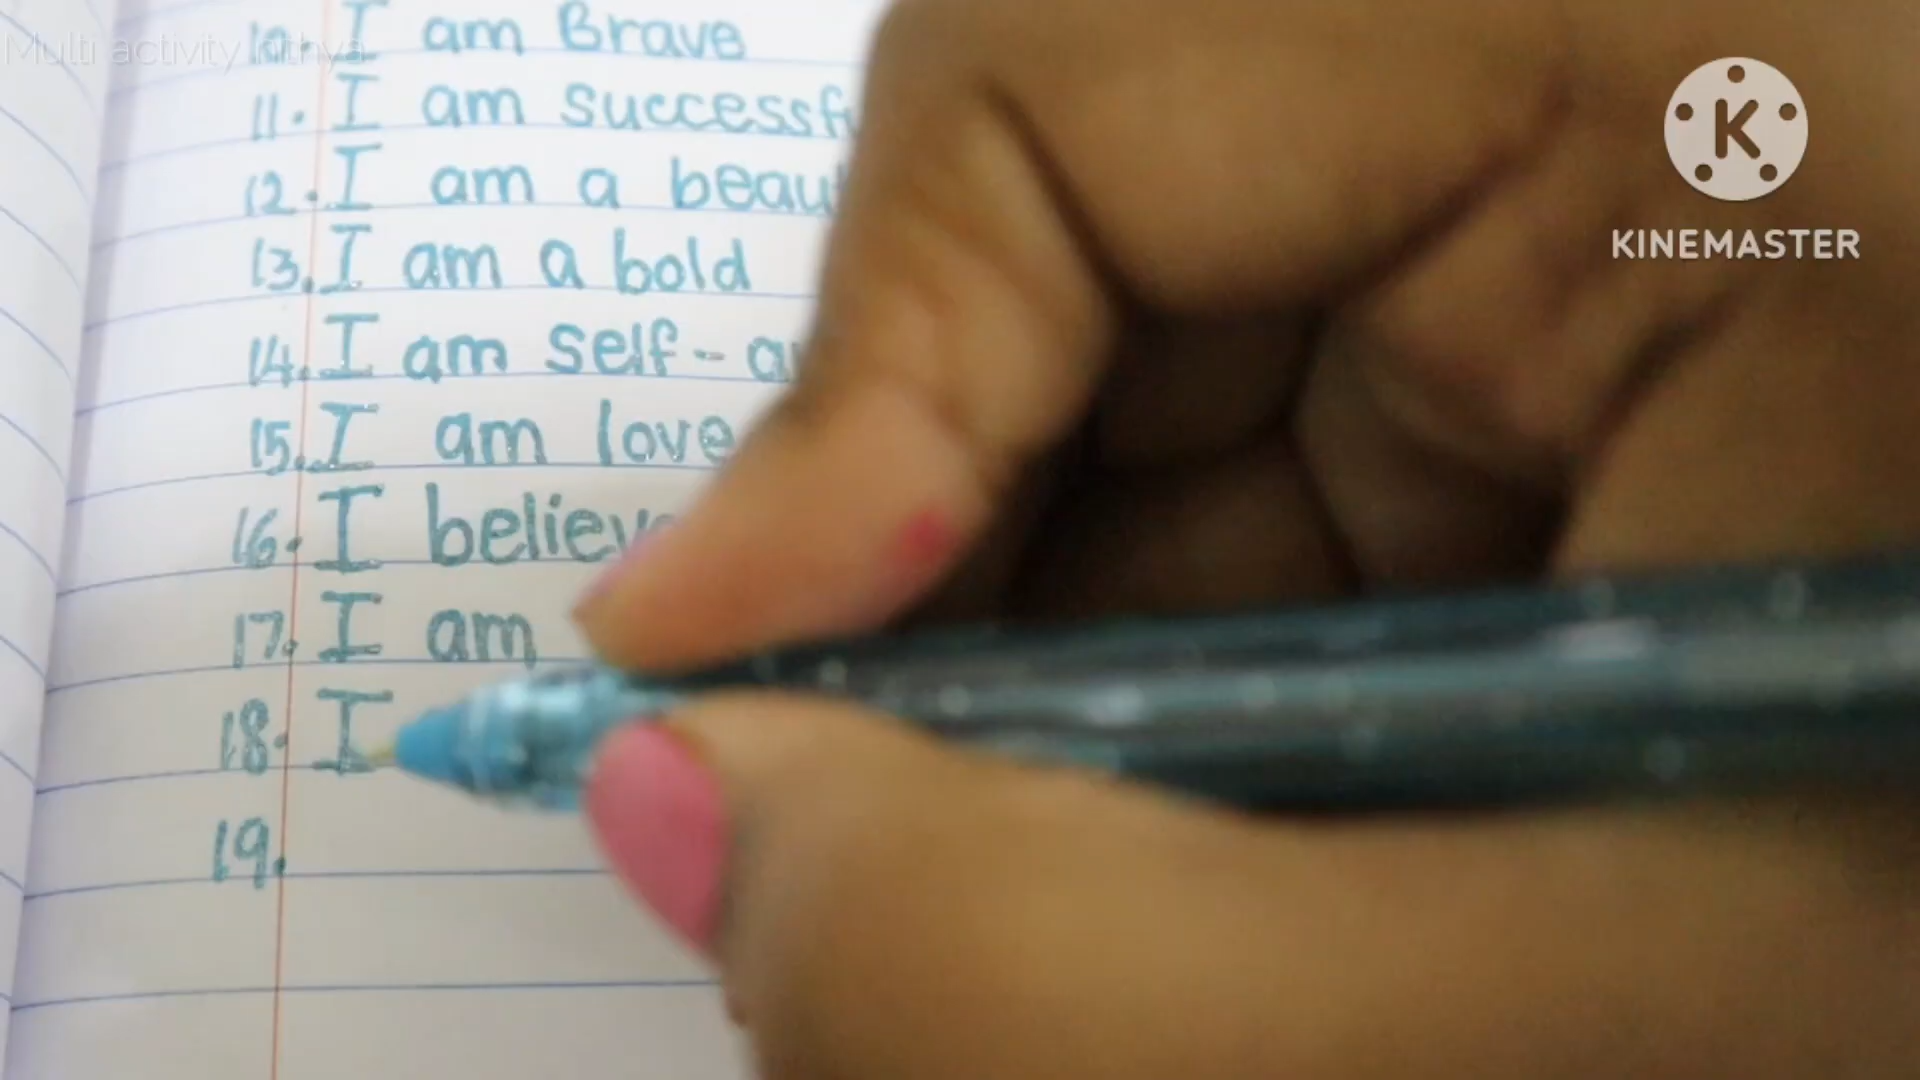 Multi activity nithya
10. I am Brave
11. I am successf
12. I am a beau
13. I am a bold
14. I am self-
15. I am love
16. I believe
17. I am
18. I
19.
K
KINEMASTER